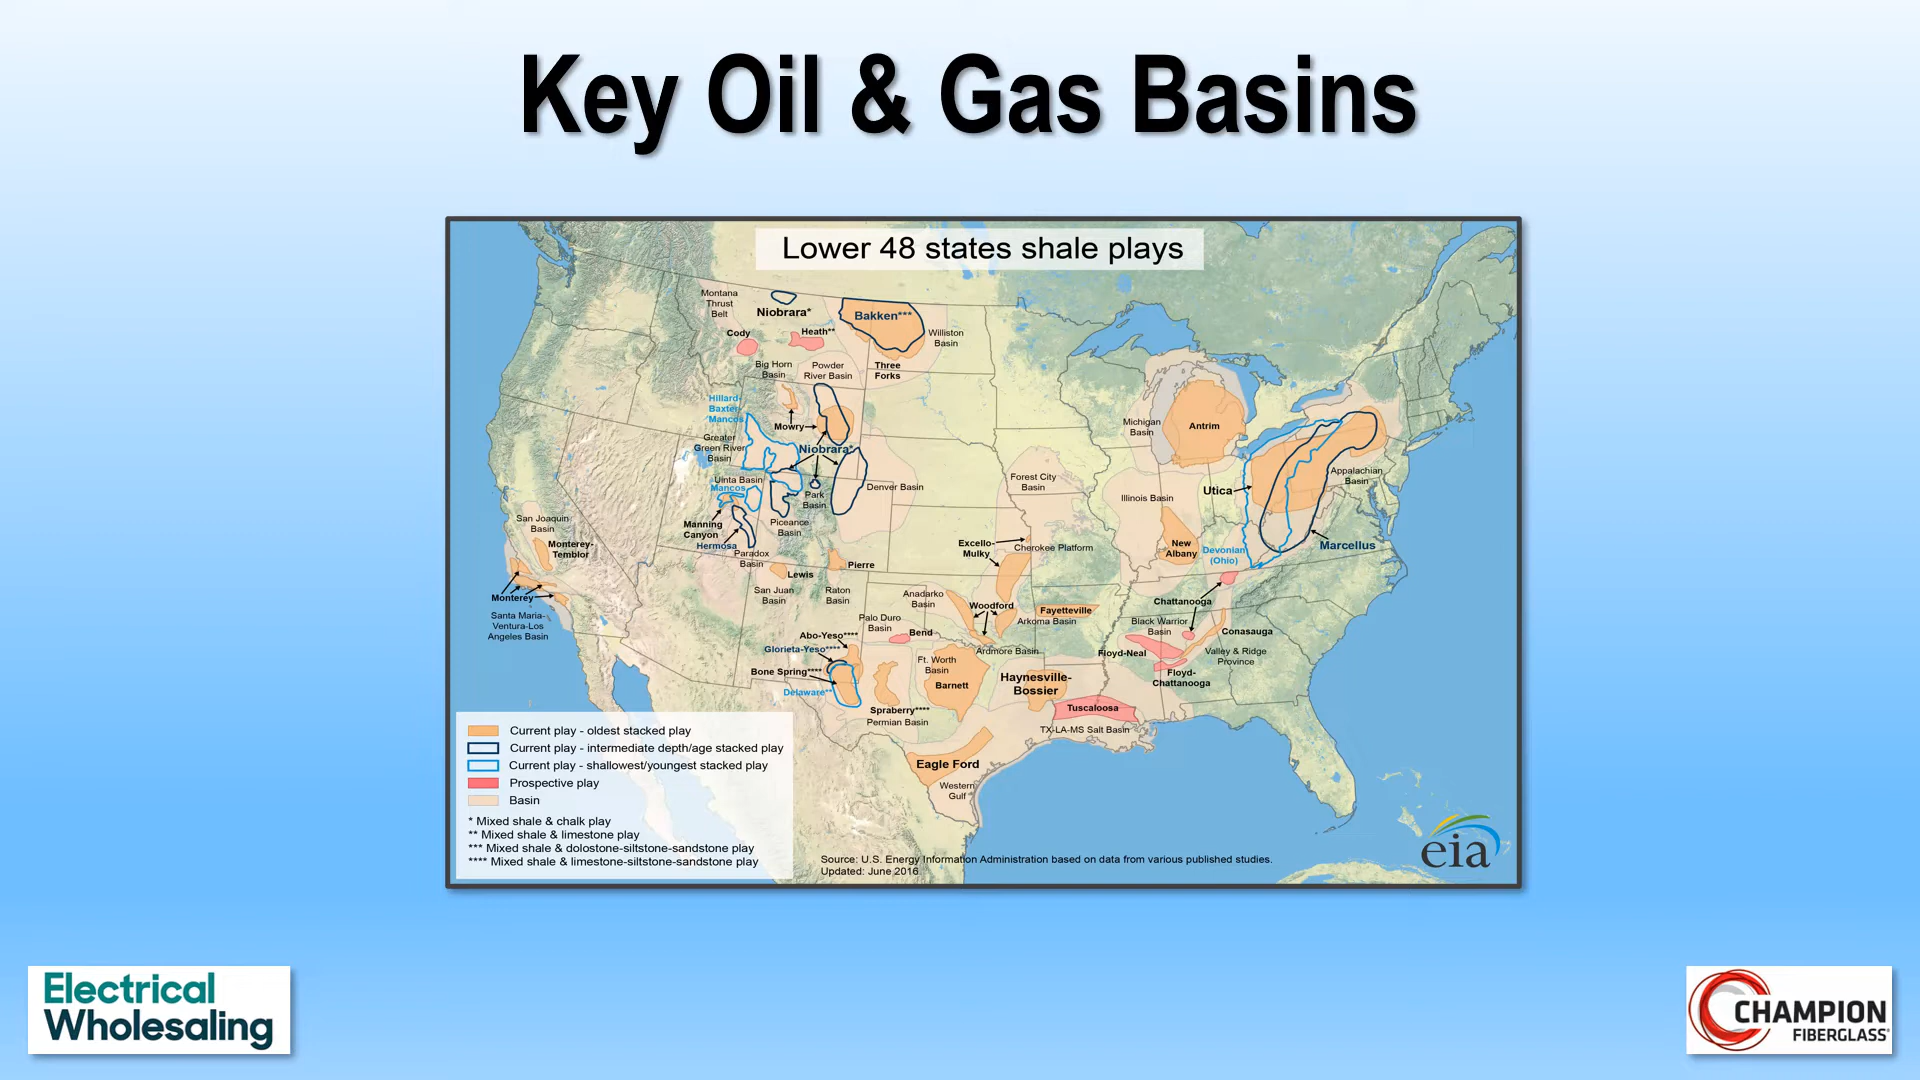 Key Oil & Gas Basins
Lower 48 states shale plays
Montana
Thrust
Belt
Niobrara*
Bakken***
Cody
Heath**
Williston
Basin
Big Horn
Basin
Powder
River Basin
Three
Forks
Hillard-
Baxter-
Mancos
Mowry
Michigan
Basin
Antrim
Greater
Green River
Basin
Niobrara*
Uinta Basin
Mancos
Park
Basin
Denver Basin
Forest City
Basin
Illinois Basin
Utica
Appalachian
Basin
San Joaquin
Basin
Manning
Canyon
Piceance
Basin
Hermosa
Paradox
Basin
Monterey-
Temblor
Excello-
Mulky
Cherokee Platform
New
Albany
Devonian
(Ohio)
Marcellus
Lewis
Pierre
Monterey
San Juan
Basin
Raton
Basin
Anadarko
Basin
Woodford
Fayetteville
Arkoma Basin
Chattanooga
Santa Maria-
Ventura-Los
Angeles Basin
Palo Duro
Basin
Bend
Black Warrior
Basin
Conasauga
Abo-Yeso****
Glorieta-Yeso****
Bone Spring****
Delaware**
Ardmore Basin
Floyd-Neal
Valley & Ridge
Province
Ft. Worth
Basin
Barnett
Haynesville-
Bossier
Floyd-
Chattanooga
Spraberry****
Permian Basin
Tuscaloosa
TX-LA-MS Salt Basin
Eagle Ford
Western
Gulf
Current play - oldest stacked play
Current play - intermediate depth/age stacked play
Current play - shallowest/youngest stacked play
Prospective play
Basin
* Mixed shale & chalk play
** Mixed shale & limestone play
*** Mixed shale & dolostone-siltstone-sandstone play
**** Mixed shale & limestone-siltstone-sandstone play
Source: U.S. Energy Information Administration based on data from various published studies.
Updated: June 2016
eia
Electrical
Wholesaling
CHAMPION
FIBERGLASS